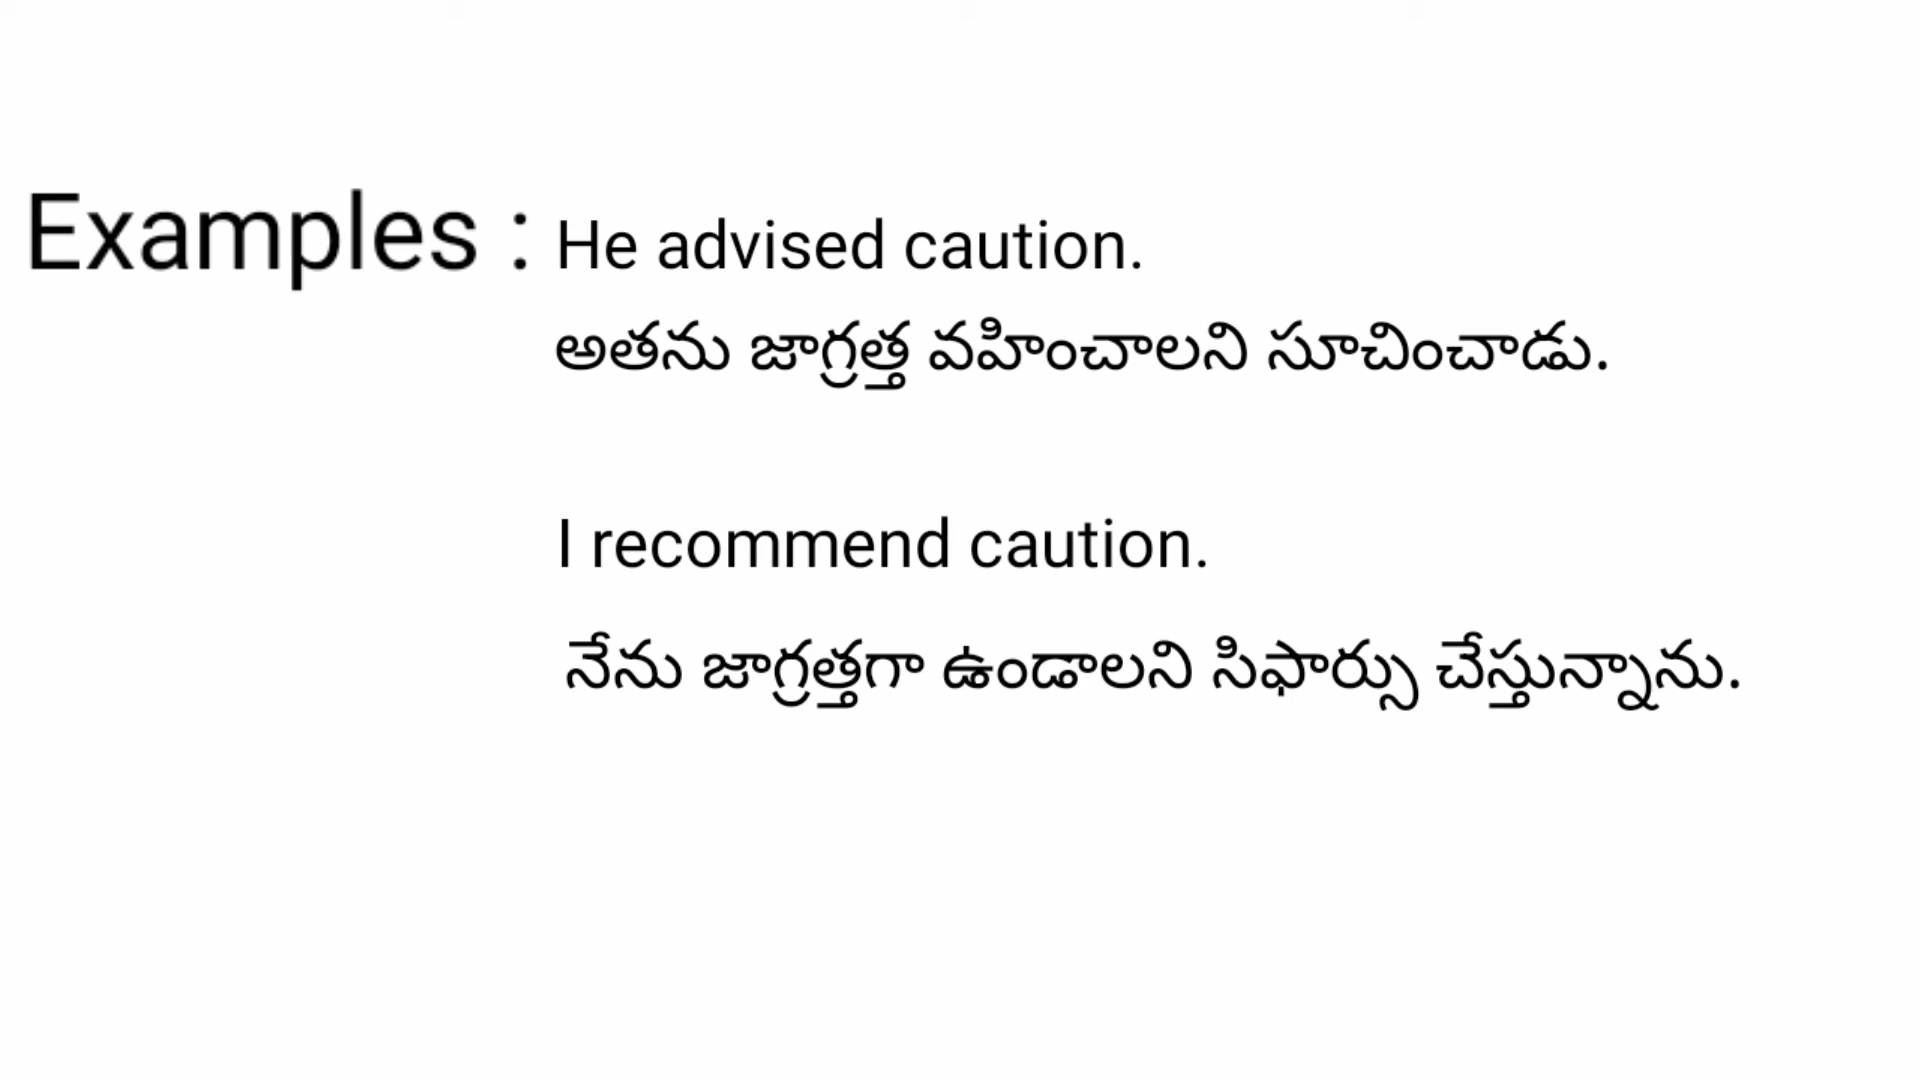 Examples : He advised caution.
అతను జాగ్రత్త వహించాలని సూచించాడు.
I recommend caution.
నేను జాగ్రత్తగా ఉండాలని సిఫార్సు చేస్తున్నాను.